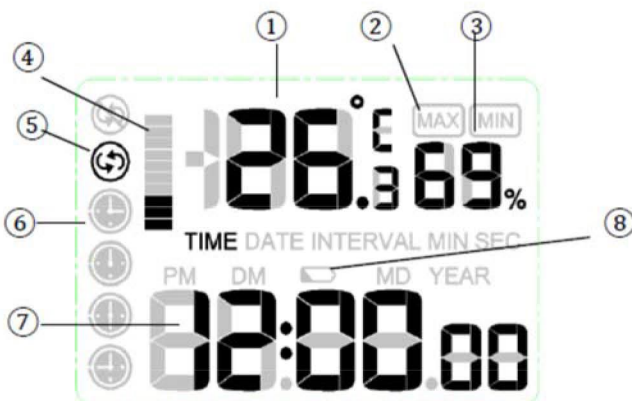 ① ② ③
④ ⑤ ⑥ ⑦ ⑧
26.3 °C
MAX MIN
69%
TIME DATE INTERVAL MIN SEC
PM DM MD YEAR
12:00.00